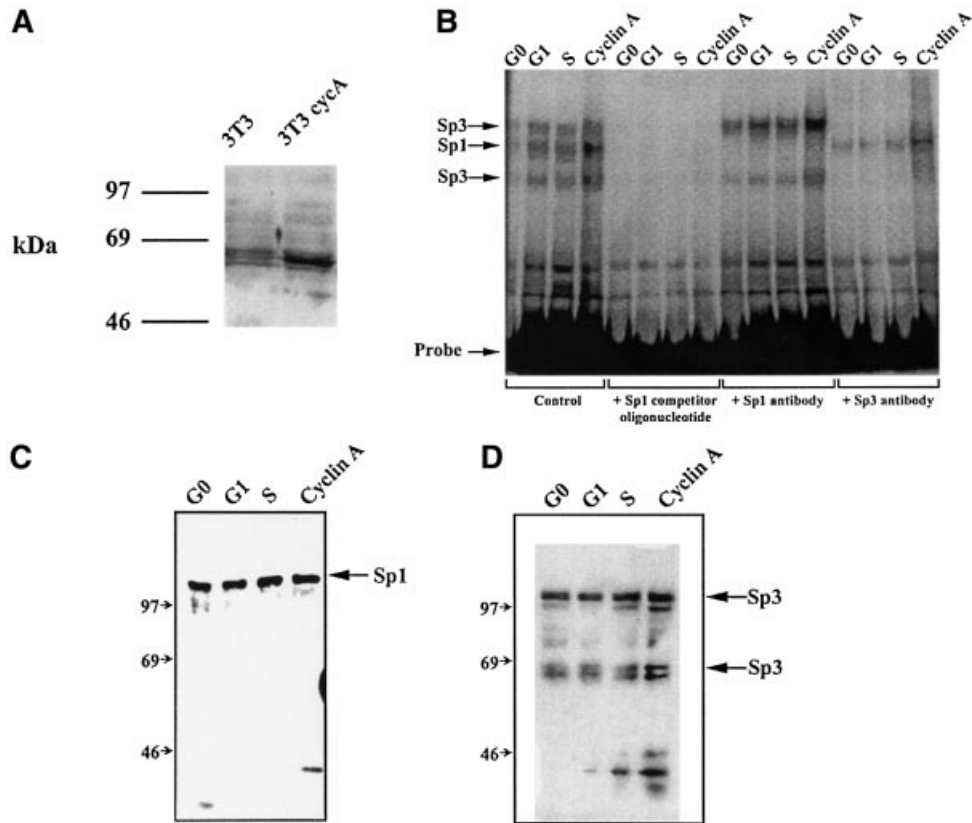 A
3T3
3T3 cycA
97
69
kDa
46
B
G0 G1 S Cyclin A G0 G1 S Cyclin A G0 G1 S Cyclin A G0 G1 S Cyclin A
Sp3
Sp1
Sp3
Probe
Control
+ Sp1 competitor
oligonucleotide
+ Sp1 antibody
+ Sp3 antibody
C
G0 G1 S Cyclin A
Sp1
97
69
46
D
G0 G1 S Cyclin A
Sp3
97
69
Sp3
46